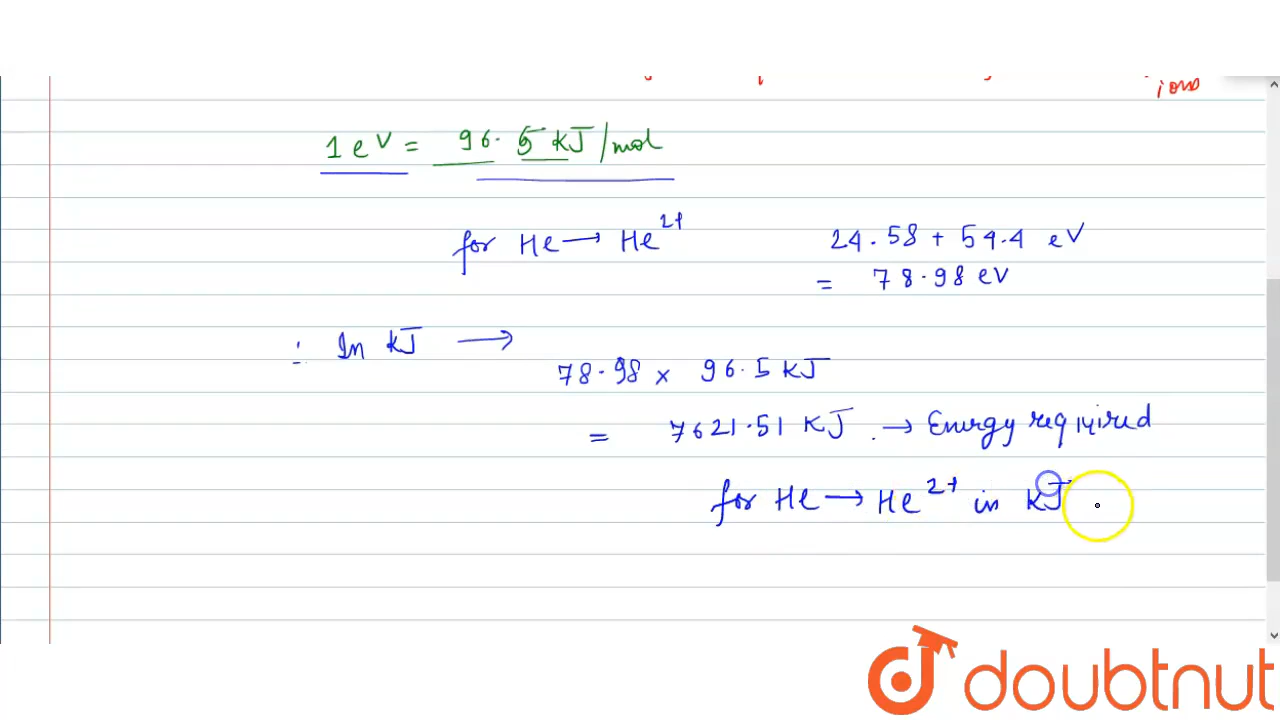 ions
1 eV = 96.5 kJ/mol
for He → He²⁺ 24.58 + 54.4 eV
= 78.98 eV
∴ In kJ →
78.98 × 96.5 kJ
= 7621.51 kJ. → Energy required
for He → He²⁺ in kJ
doubtnut